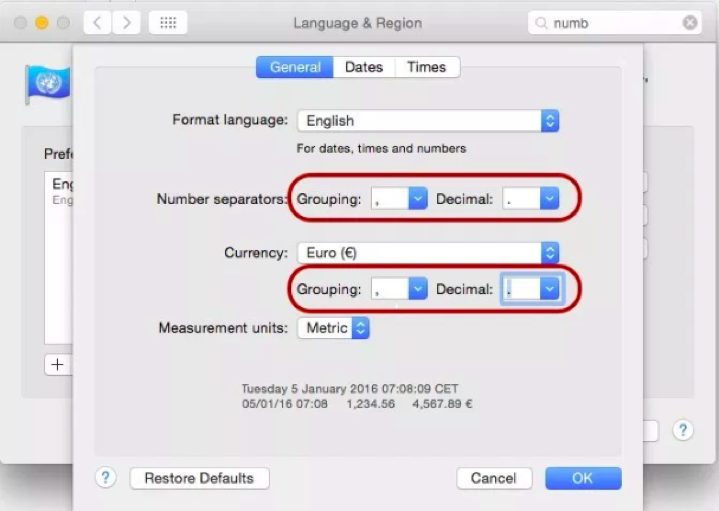 Language & Region
numb
General Dates Times
Format language: English
For dates, times and numbers
Prefe
Eng
Eng
Number separators: Grouping: , Decimal: .
Currency: Euro (€)
Grouping: , Decimal: .
Measurement units: Metric
+
Tuesday 5 January 2016 07:08:09 CET
05/01/16 07:08 1,234.56 4,567.89 €
?
? Restore Defaults Cancel OK